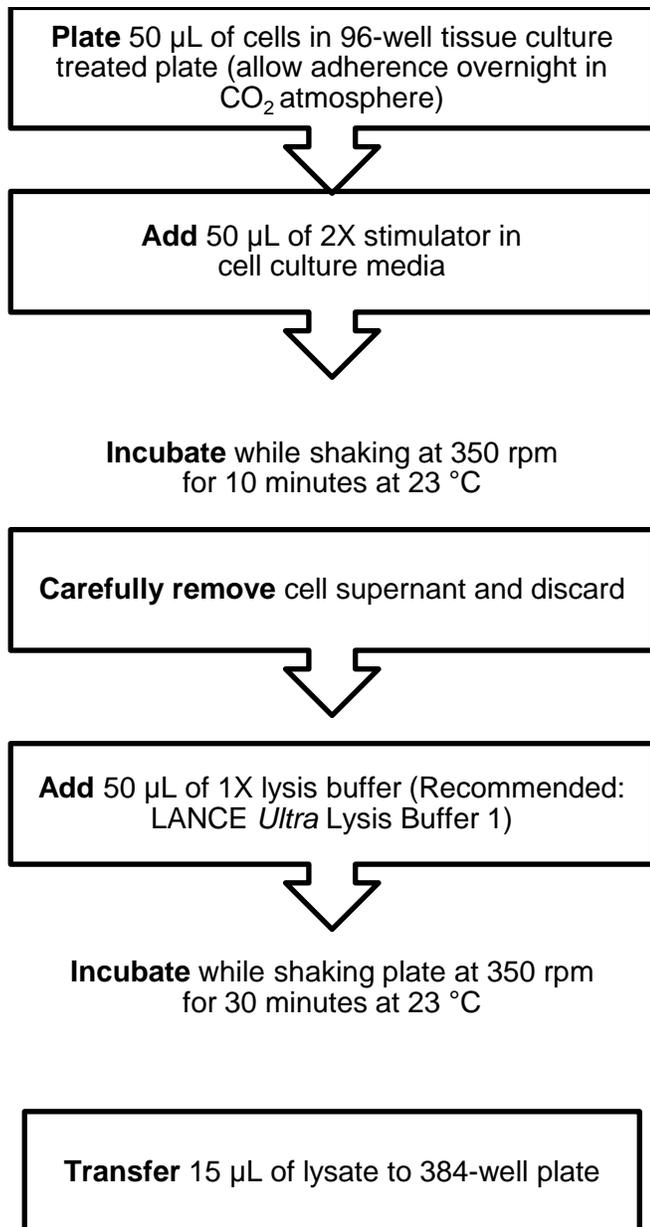 Plate 50 µL of cells in 96-well tissue culture
treated plate (allow adherence overnight in
CO₂ atmosphere)
Add 50 µL of 2X stimulator in
cell culture media
Incubate while shaking at 350 rpm
for 10 minutes at 23 °C
Carefully remove cell supernant and discard
Add 50 µL of 1X lysis buffer (Recommended:
LANCE Ultra Lysis Buffer 1)
Incubate while shaking plate at 350 rpm
for 30 minutes at 23 °C
Transfer 15 µL of lysate to 384-well plate